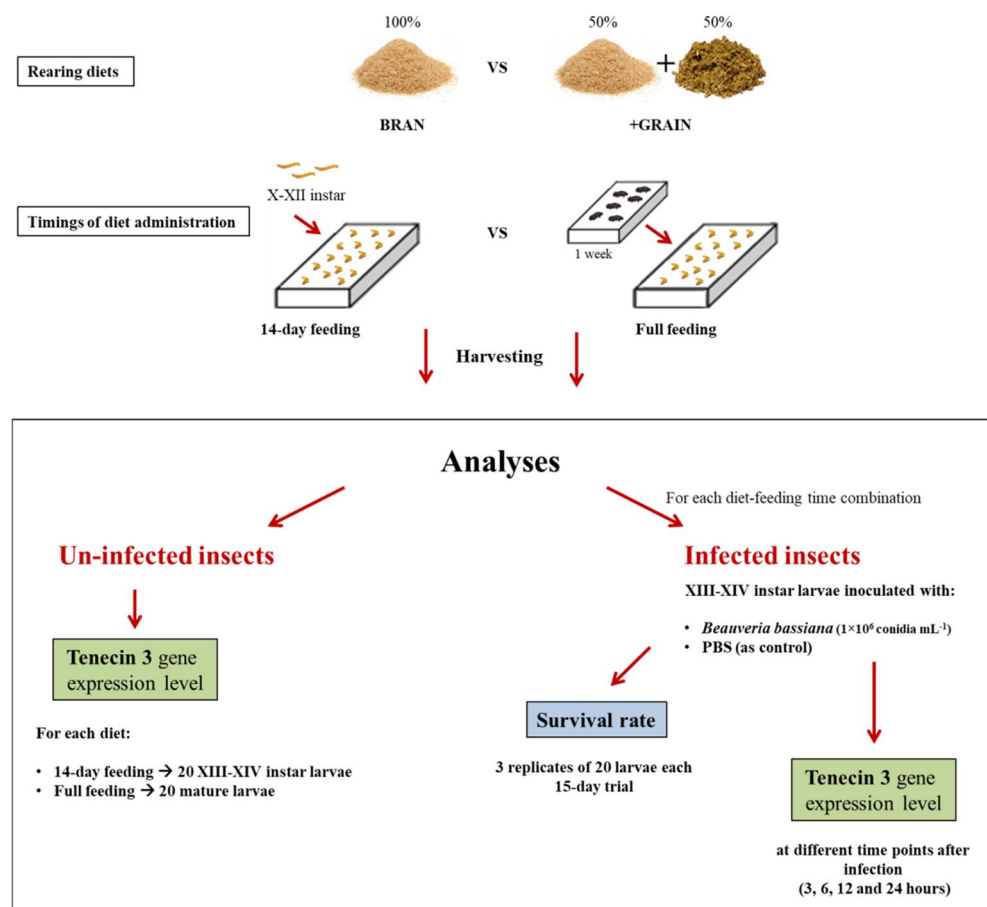 100%
50%
50%
Rearing diets
VS
+
BRAN
+GRAIN
X-XII instar
Timings of diet administration
VS
1 week
14-day feeding
Full feeding
Harvesting
Analyses
For each diet-feeding time combination
Un-infected insects
Infected insects
XIII-XIV instar larvae inoculated with:
• Beauveria bassiana (1×10⁶ conidia mL⁻¹)
• PBS (as control)
Tenecin 3 gene
expression level
Survival rate
For each diet:
• 14-day feeding → 20 XIII-XIV instar larvae
• Full feeding → 20 mature larvae
3 replicates of 20 larvae each
15-day trial
Tenecin 3 gene
expression level
at different time points after
infection
(3, 6, 12 and 24 hours)